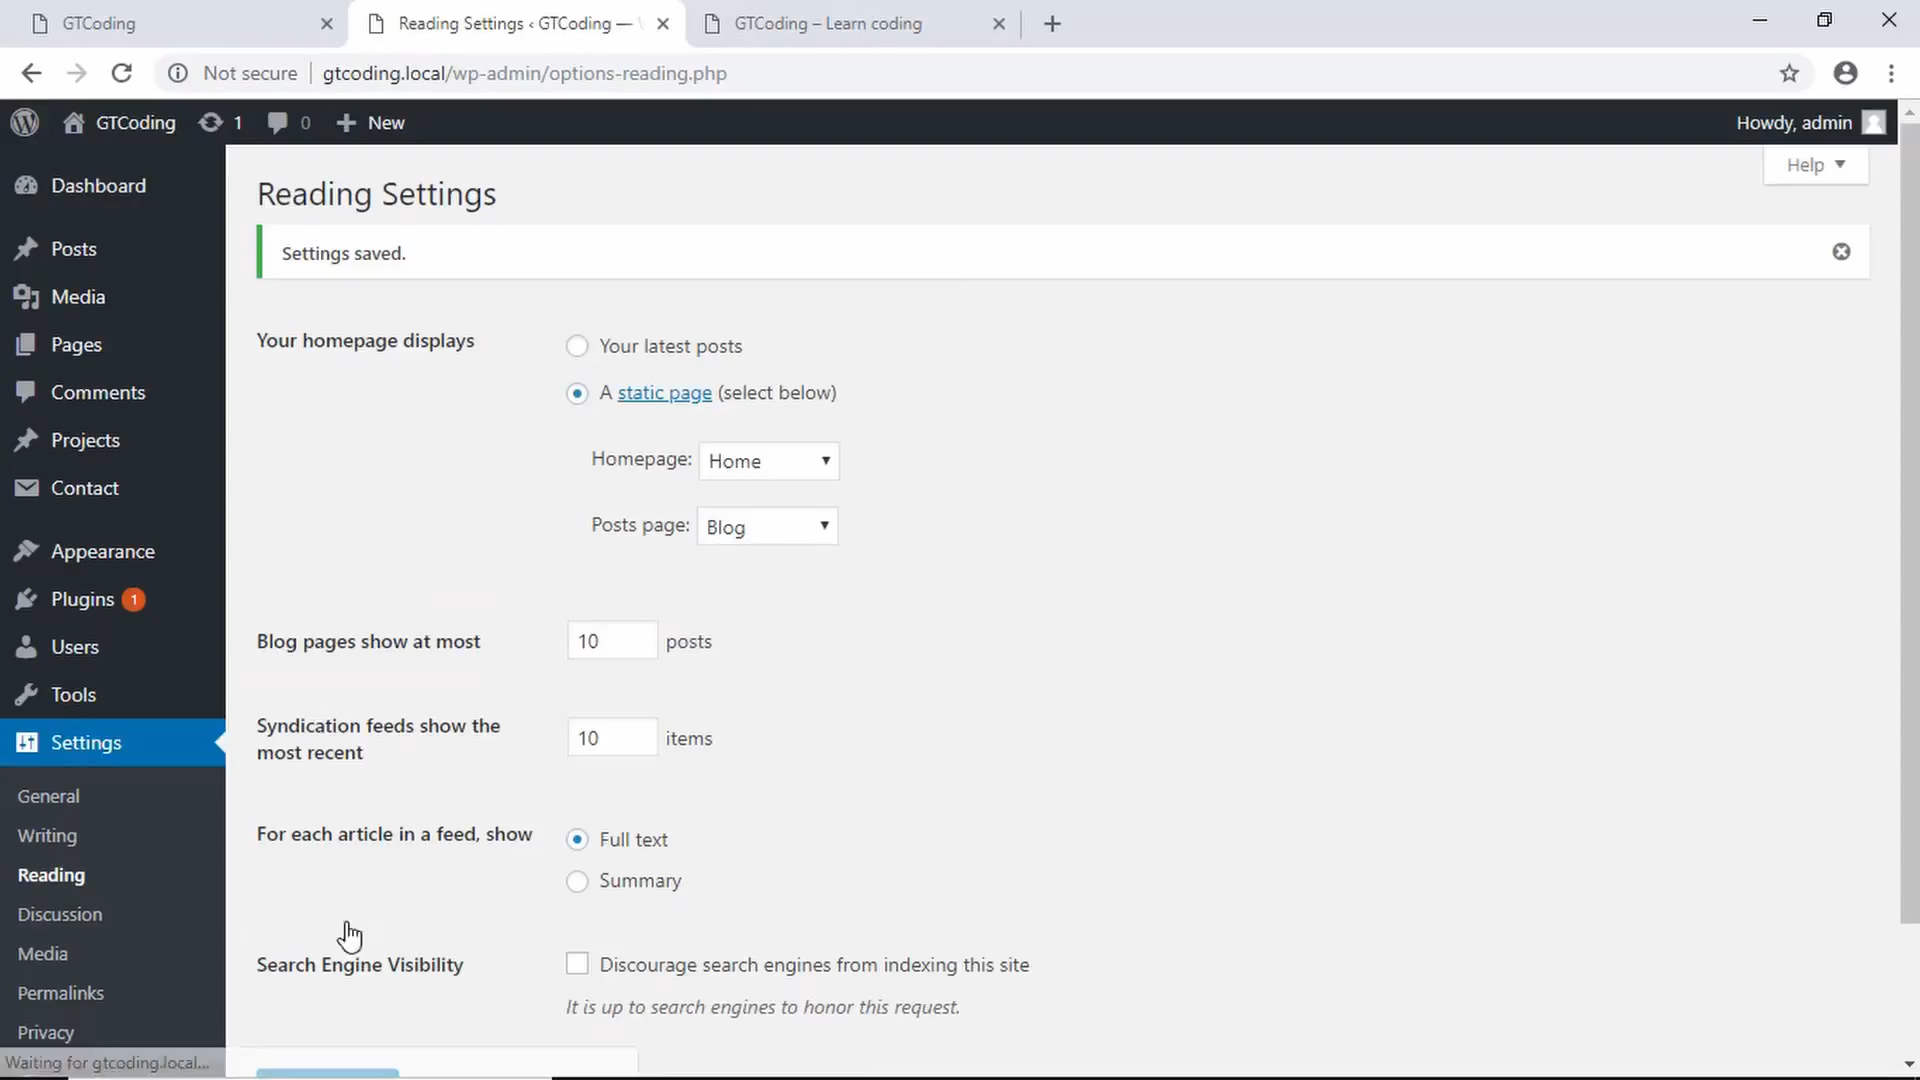 GTCoding
Reading Settings ‹ GTCoding —
GTCoding – Learn coding
Not secure
gtcoding.local/wp-admin/options-reading.php
GTCoding
1
0
New
Howdy, admin
Help
Dashboard
Posts
Media
Pages
Comments
Projects
Contact
Appearance
Plugins 1
Users
Tools
Settings
General
Writing
Reading
Discussion
Media
Permalinks
Privacy
Reading Settings
Settings saved.
Your homepage displays
Your latest posts
A static page (select below)
Homepage: Home
Posts page: Blog
Blog pages show at most
10 posts
Syndication feeds show the
most recent
10 items
For each article in a feed, show
Full text
Summary
Search Engine Visibility
Discourage search engines from indexing this site
It is up to search engines to honor this request.
Waiting for gtcoding.local...